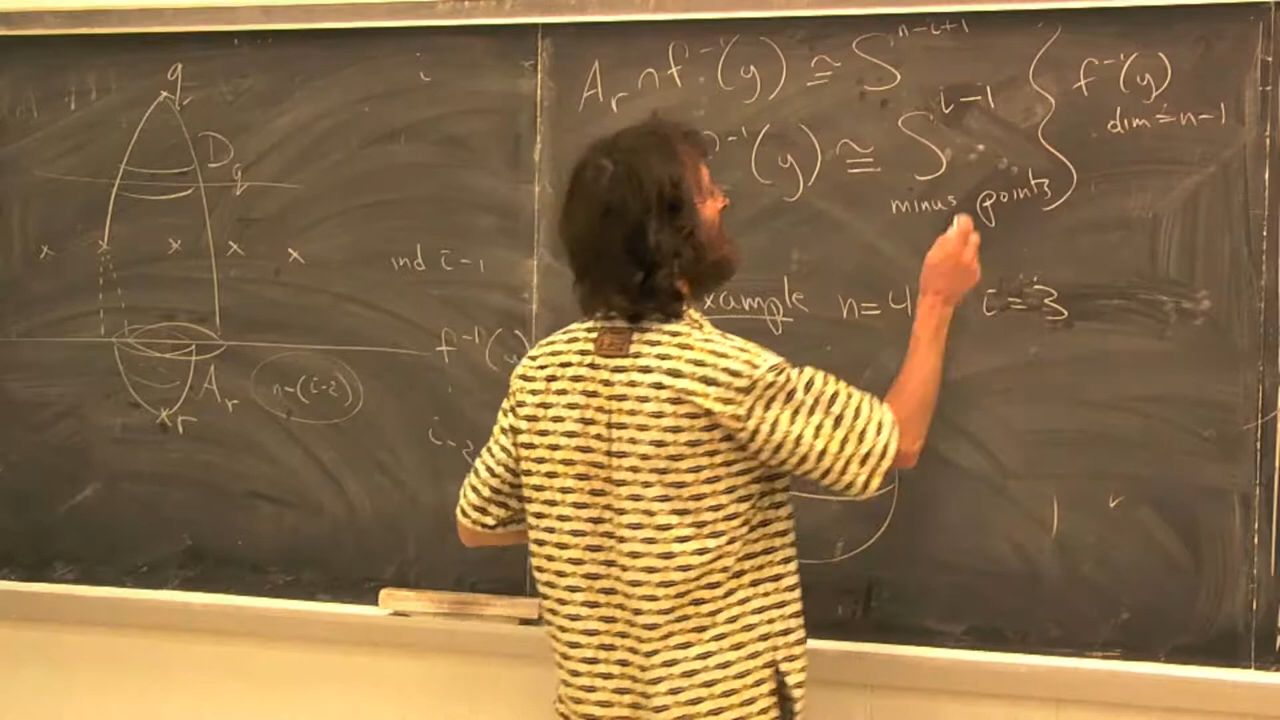 q
i
D_q
x x x x x
ind i-1
f⁻¹(
A_r
n-(i-2)
x r
i-2
A_r ∩ f⁻¹(y) ≅ S^{n-i+1}
⁻¹(y) ≅ S^{i-1}
minus points
f⁻¹(y)
dim = n-1
xample n=4 i=3